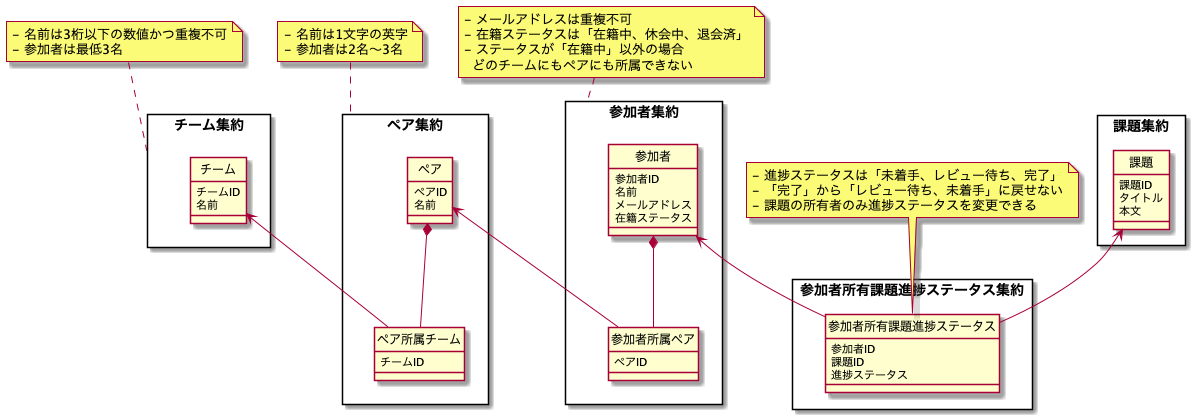 – 名前は3桁以下の数値かつ重複不可
– 参加者は最低3名
– 名前は1文字の英字
– 参加者は2名〜3名
– メールアドレスは重複不可
– 在籍ステータスは「在籍中、休会中、退会済」
– ステータスが「在籍中」以外の場合
どのチームにもペアにも所属できない
チーム集約
チーム
チームID
名前
ペア集約
ペア
ペアID
名前
参加者集約
参加者
参加者ID
名前
メールアドレス
在籍ステータス
– 進捗ステータスは「未着手、レビュー待ち、完了」
– 「完了」から「レビュー待ち、未着手」に戻せない
– 課題の所有者のみ進捗ステータスを変更できる
課題集約
課題
課題ID
タイトル
本文
ペア所属チーム
チームID
参加者所属ペア
ペアID
参加者所有課題進捗ステータス集約
参加者所有課題進捗ステータス
参加者ID
課題ID
進捗ステータス